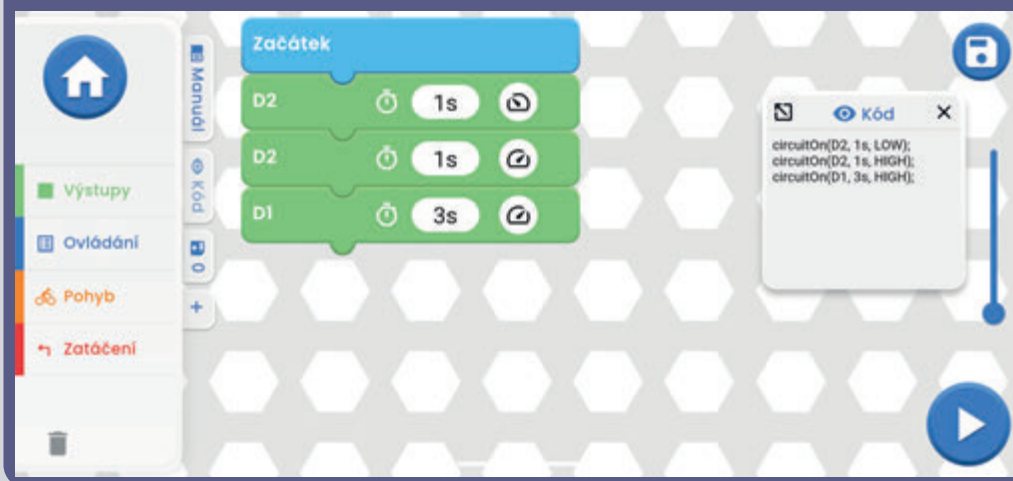 Začátek
D2 1s
D2 1s
D1 3s
Manuál
Kód
0
+
Výstupy
Ovládání
Pohyb
Zatáčení
Kód
circuitOn(D2, 1s, LOW);
circuitOn(D2, 1s, HIGH);
circuitOn(D1, 3s, HIGH);